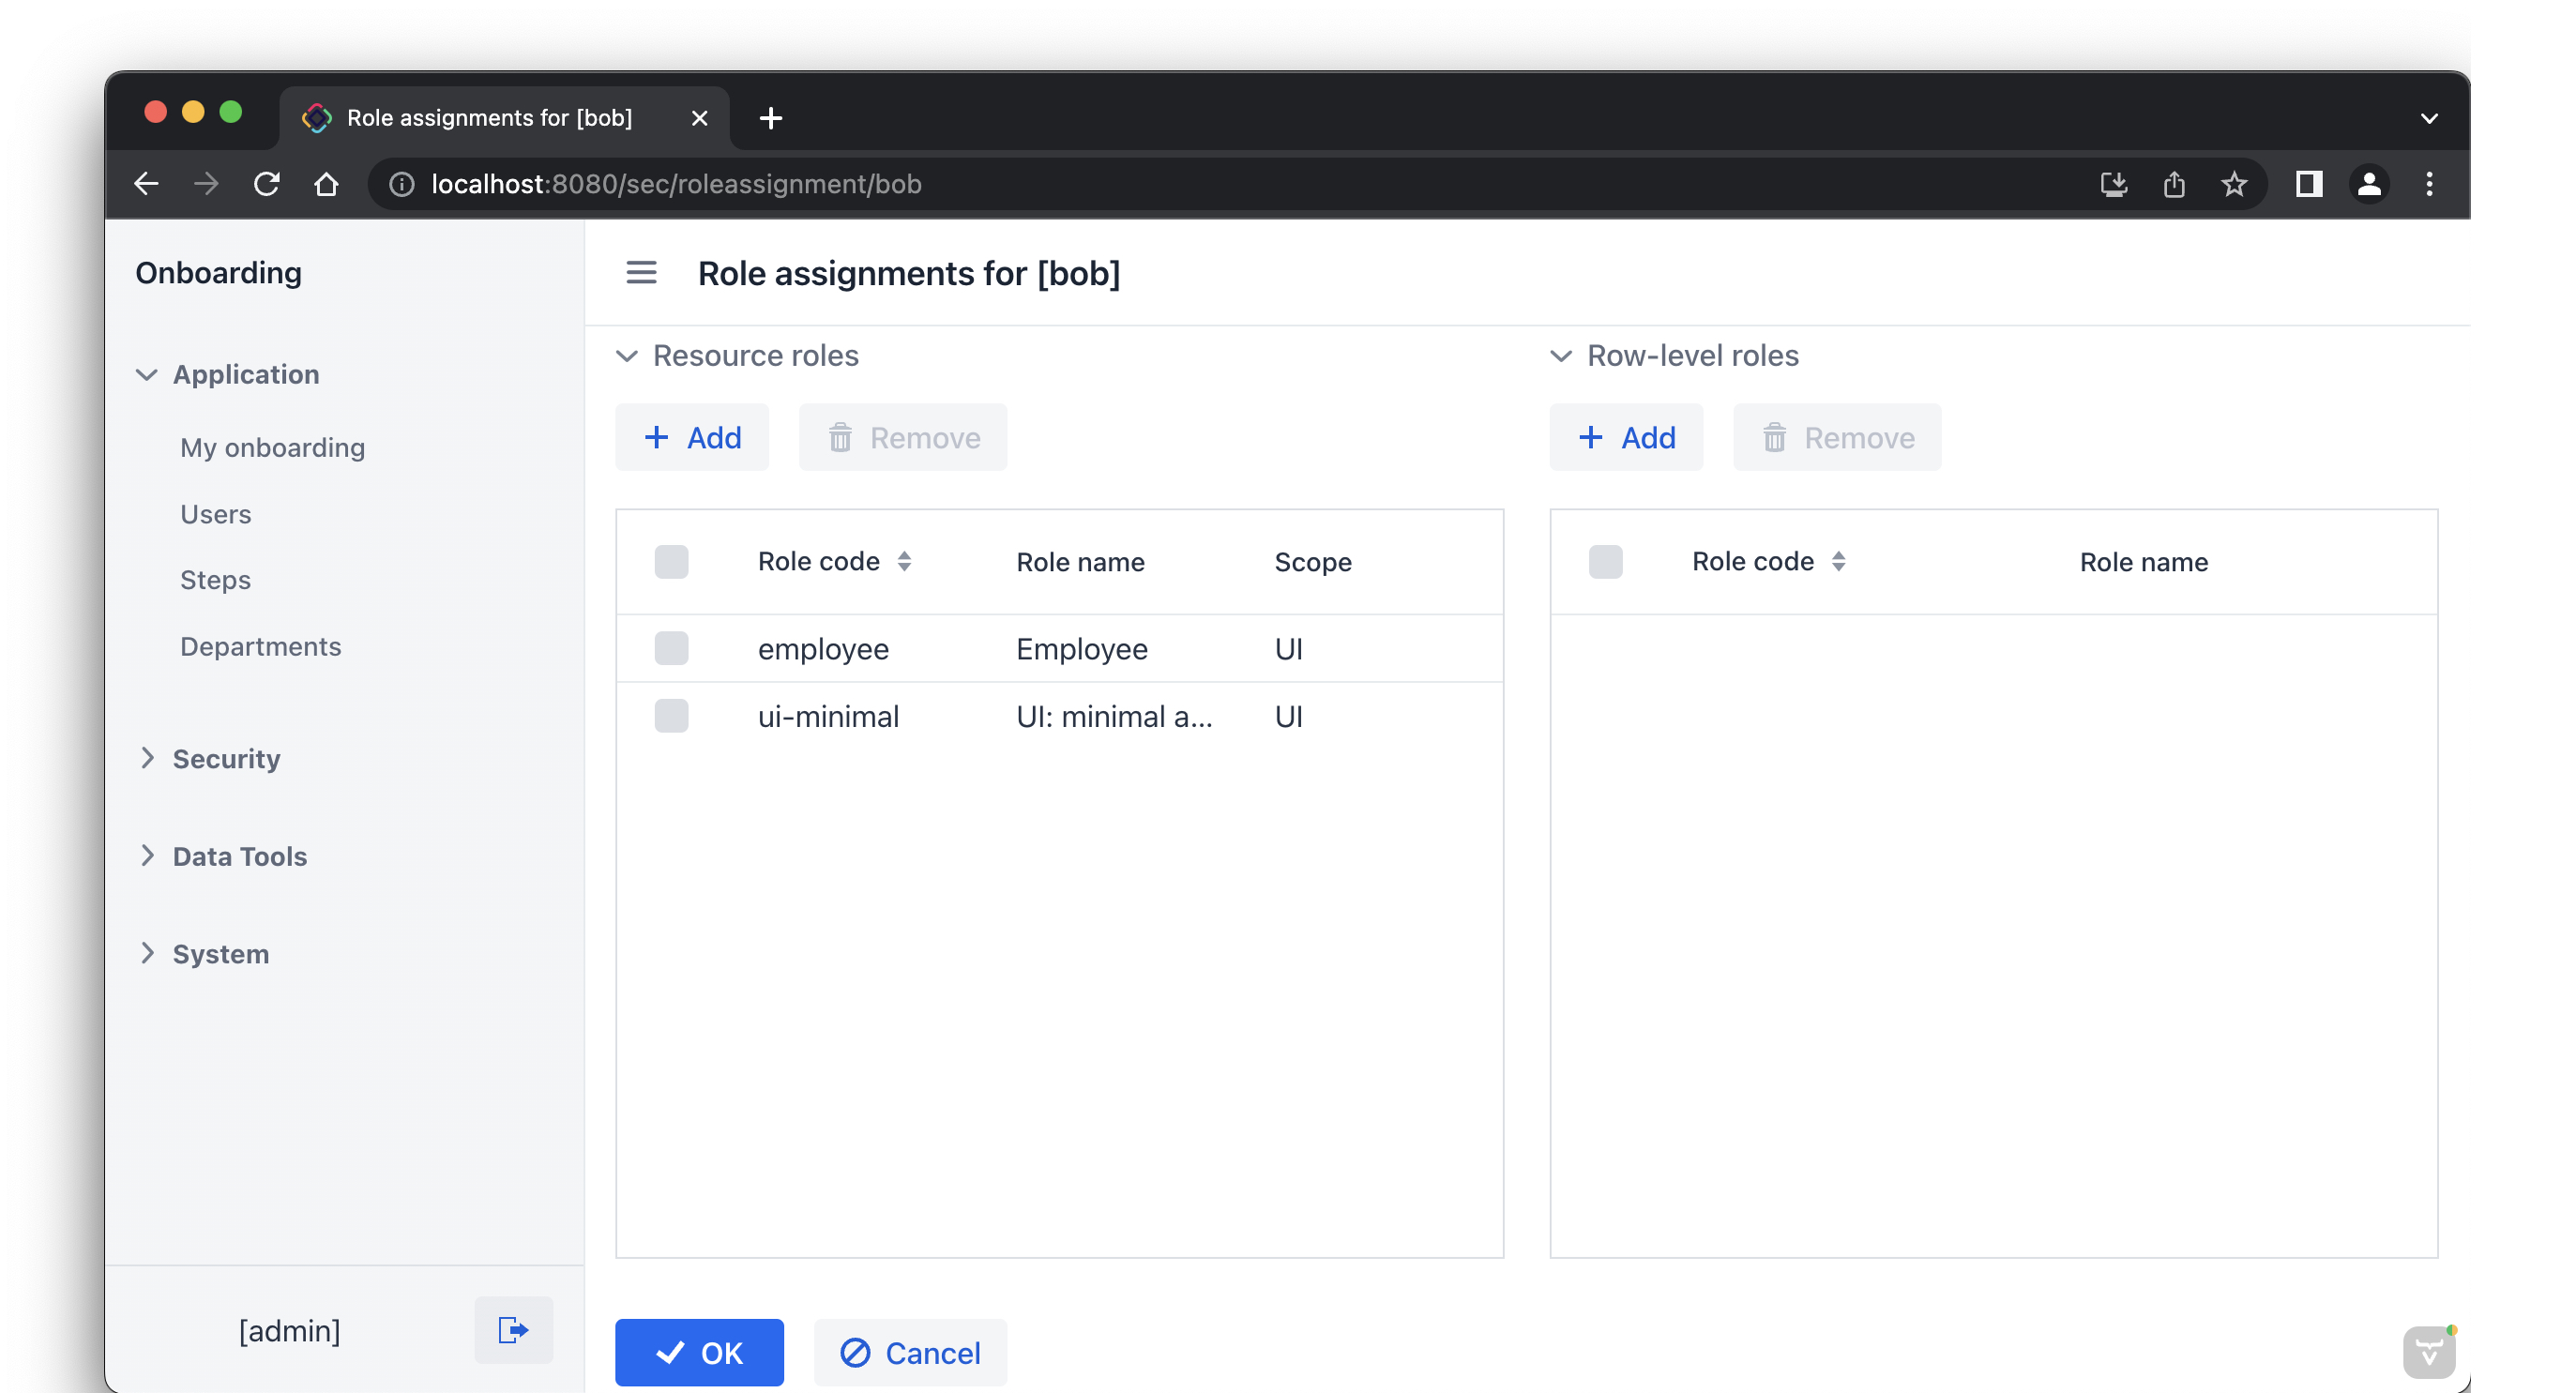 Role assignments for [bob]
localhost:8080/sec/roleassignment/bob
Onboarding
Application
My onboarding
Users
Steps
Departments
Security
Data Tools
System
[admin]
Role assignments for [bob]
Resource roles
Add Remove
Role code Role name Scope
employee Employee UI
ui-minimal UI: minimal a... UI
Row-level roles
Add Remove
Role code Role name
OK Cancel